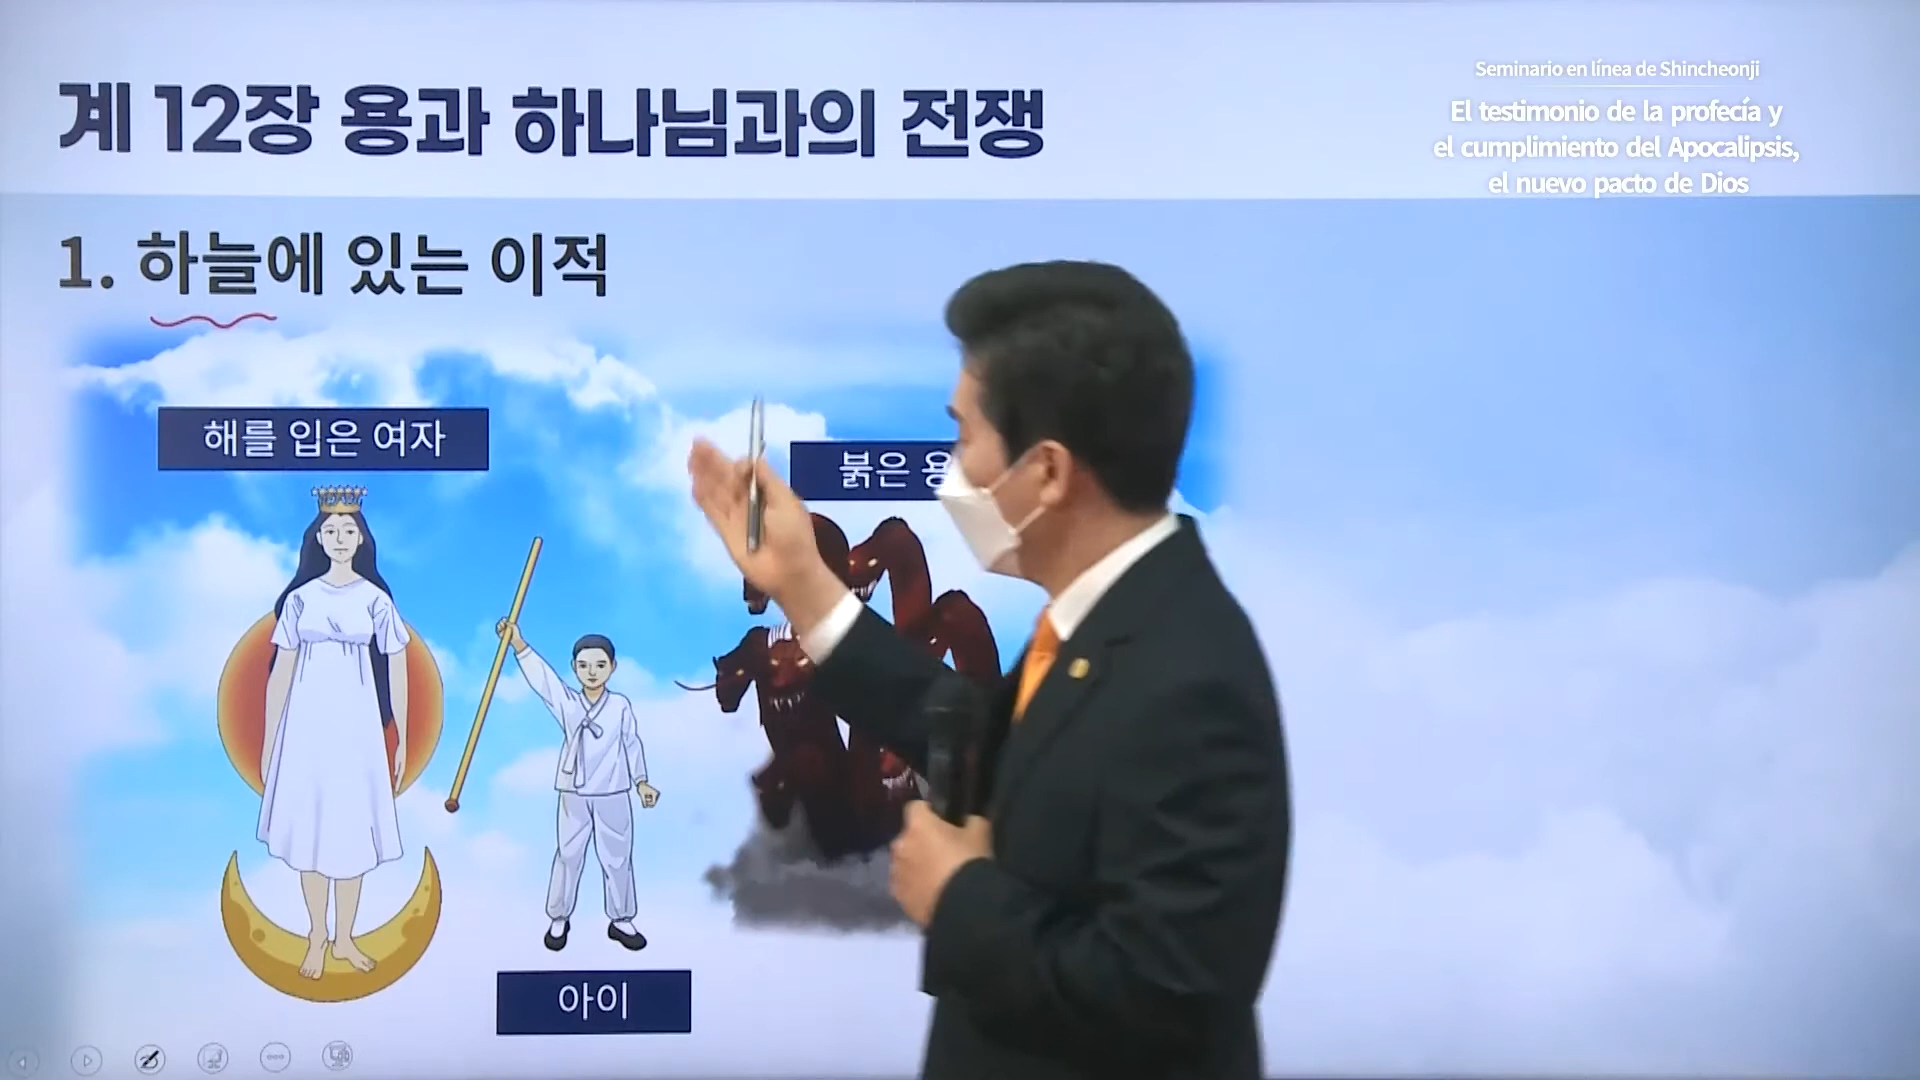 계 12장 용과 하나님과의 전쟁
Seminario en línea de Shincheonji
El testimonio de la profecía y
el cumplimiento del Apocalipsis,
el nuevo pacto de Dios
1. 하늘에 있는 이적
해를 입은 여자
붉은 용
아이